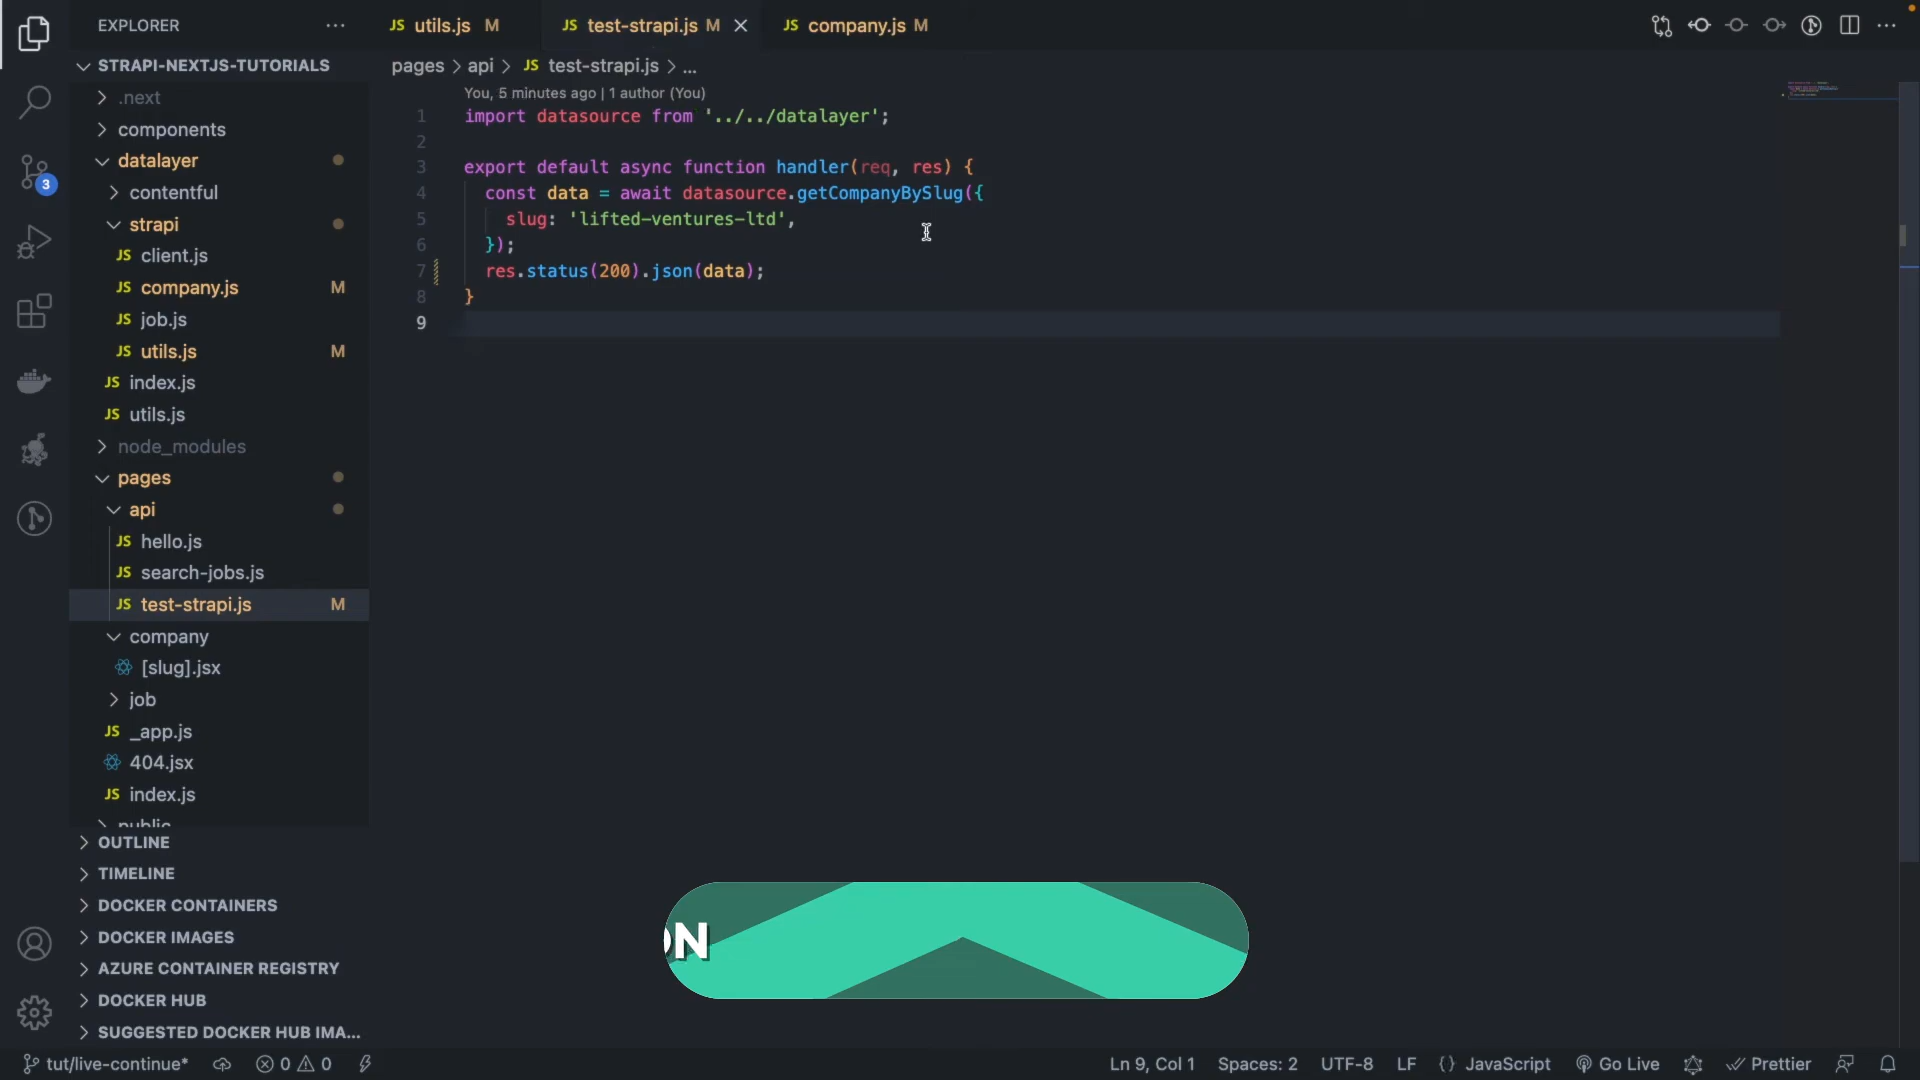 EXPLORER
utils.js M
test-strapi.js M
company.js M
STRAPI-NEXTJS-TUTORIALS
pages > api > JS test-strapi.js > ...
.next
components
datalayer
contentful
strapi
JS client.js
JS company.js M
JS job.js
JS utils.js M
JS index.js
JS utils.js
node_modules
pages
api
JS hello.js
JS search-jobs.js
JS test-strapi.js M
company
[slug].jsx
job
JS _app.js
404.jsx
JS index.js
public
OUTLINE
TIMELINE
DOCKER CONTAINERS
DOCKER IMAGES
AZURE CONTAINER REGISTRY
DOCKER HUB
SUGGESTED DOCKER HUB IMA...
3
You, 5 minutes ago | 1 author (You)
1 import datasource from '../../datalayer';
2
3 export default async function handler(req, res) {
4 const data = await datasource.getCompanyBySlug({
5 slug: 'lifted-ventures-ltd',
6 });
7 res.status(200).json(data);
8 }
9
ON
tut/live-continue* 0 0 Ln 9, Col 1 Spaces: 2 UTF-8 LF {} JavaScript Go Live Prettier